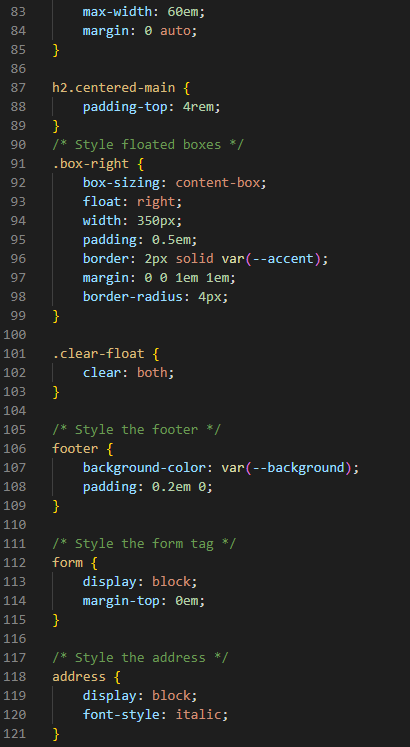 83 max-width: 60em;
84 margin: 0 auto;
85 }
86
87 h2.centered-main {
88 padding-top: 4rem;
89 }
90 /* Style floated boxes */
91 .box-right {
92 box-sizing: content-box;
93 float: right;
94 width: 350px;
95 padding: 0.5em;
96 border: 2px solid var(--accent);
97 margin: 0 0 1em 1em;
98 border-radius: 4px;
99 }
100
101 .clear-float {
102 clear: both;
103 }
104
105 /* Style the footer */
106 footer {
107 background-color: var(--background);
108 padding: 0.2em 0;
109 }
110
111 /* Style the form tag */
112 form {
113 display: block;
114 margin-top: 0em;
115 }
116
117 /* Style the address */
118 address {
119 display: block;
120 font-style: italic;
121 }